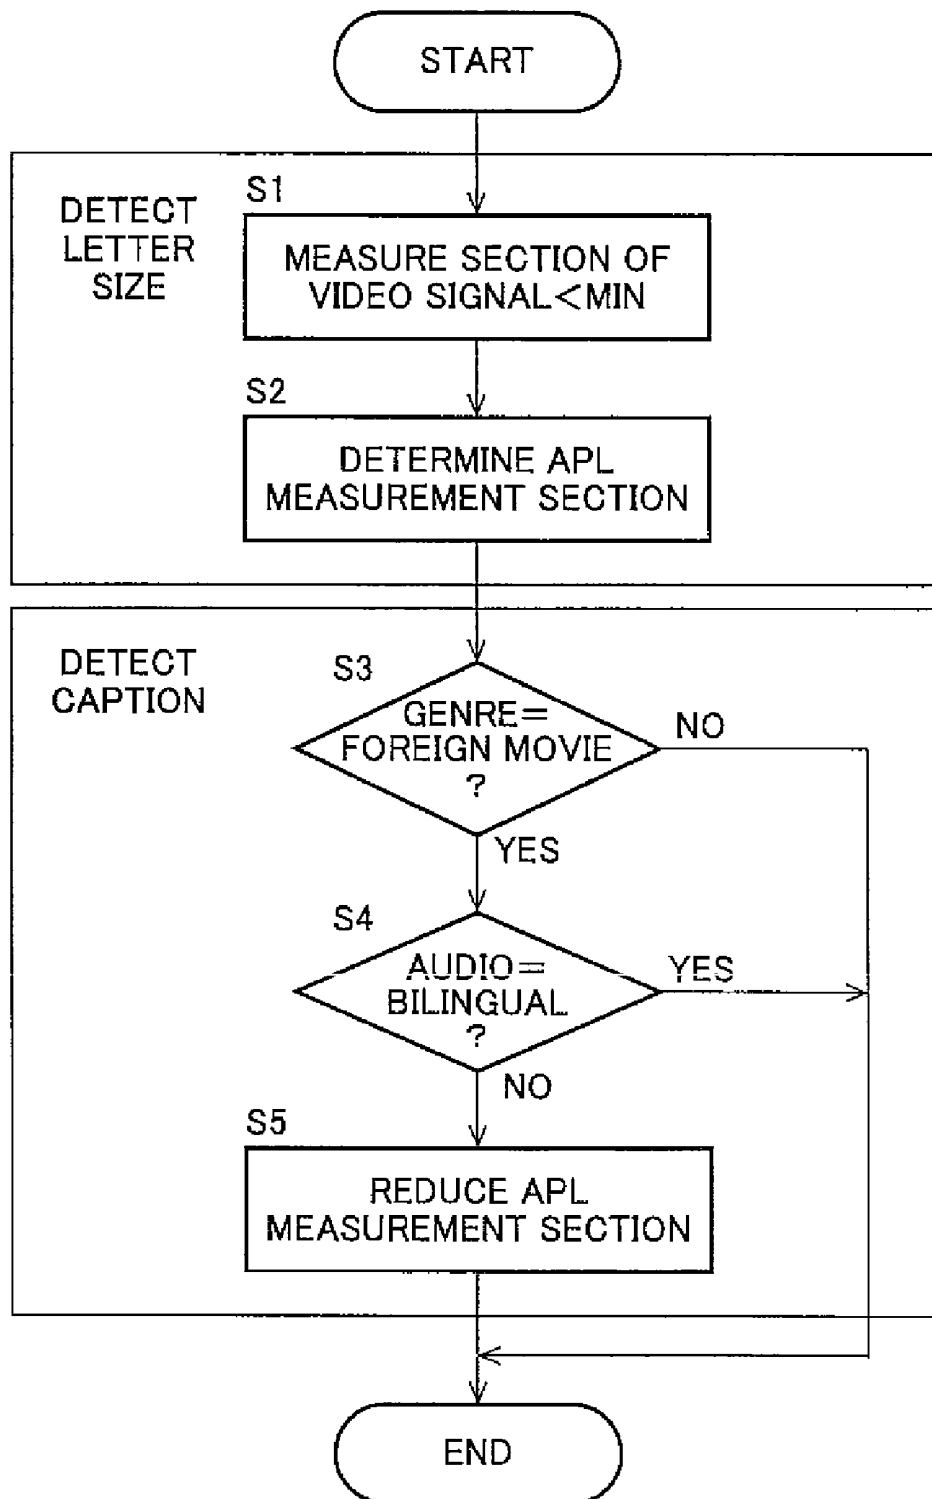 START
DETECT
LETTER
SIZE
S1
MEASURE SECTION OF
VIDEO SIGNAL<MIN
S2
DETERMINE APL
MEASUREMENT SECTION
DETECT
CAPTION
S3
GENRE=
FOREIGN MOVIE
?
NO
YES
S4
AUDIO=
BILINGUAL
?
YES
NO
S5
REDUCE APL
MEASUREMENT SECTION
END